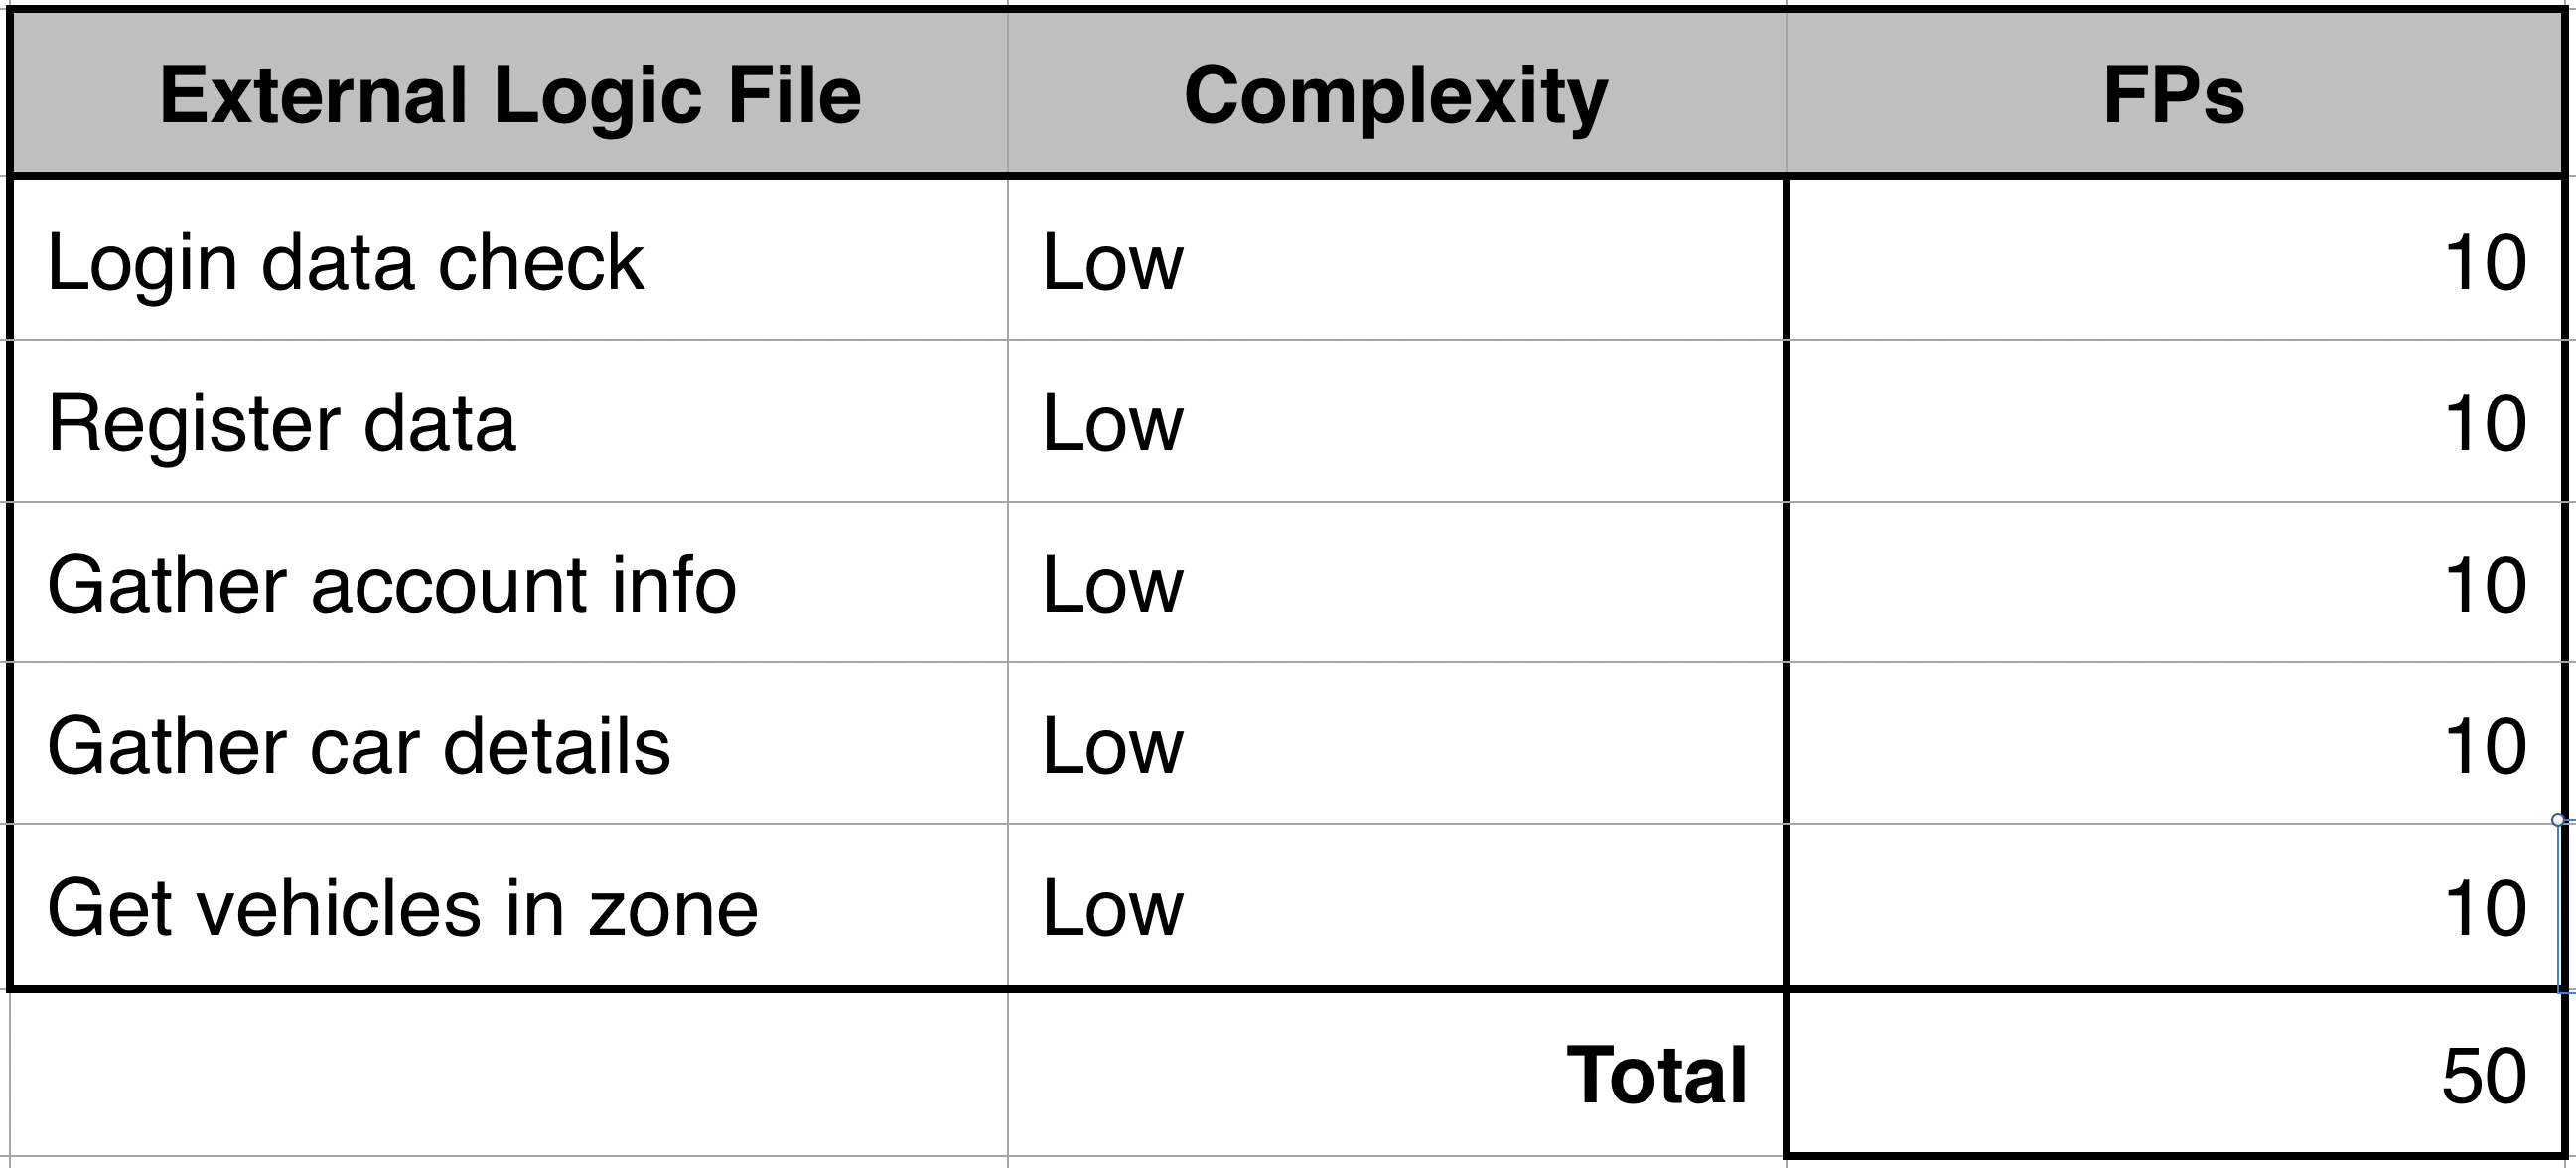 External Logic File Complexity FPs
Login data check Low 10
Register data Low 10
Gather account info Low 10
Gather car details Low 10
Get vehicles in zone Low 10
Total 50